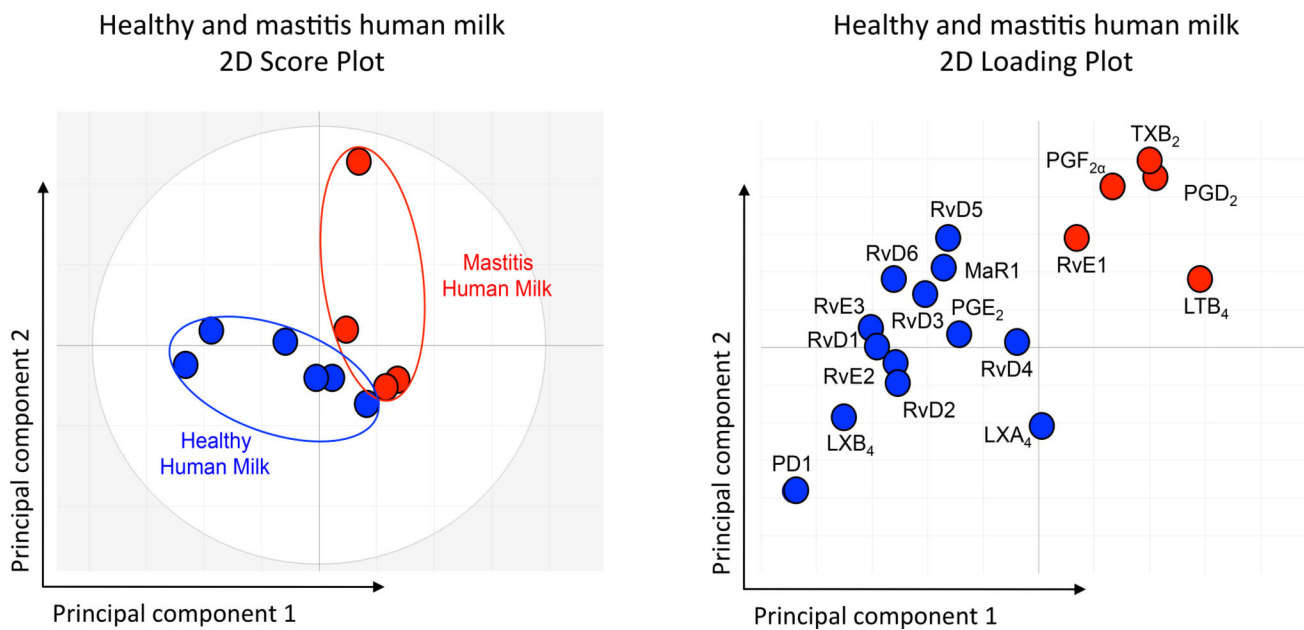 Healthy and mastitis human milk
2D Score Plot
Mastitis
Human Milk
Healthy
Human Milk
Principal component 2
Principal component 1
Healthy and mastitis human milk
2D Loading Plot
TXB₂
PGF₂α
PGD₂
RvD5
RvE1
RvD6
MaR1
LTB₄
RvE3
RvD3
PGE₂
RvD1
RvD4
RvE2
RvD2
LXB₄
LXA₄
PD1
Principal component 2
Principal component 1